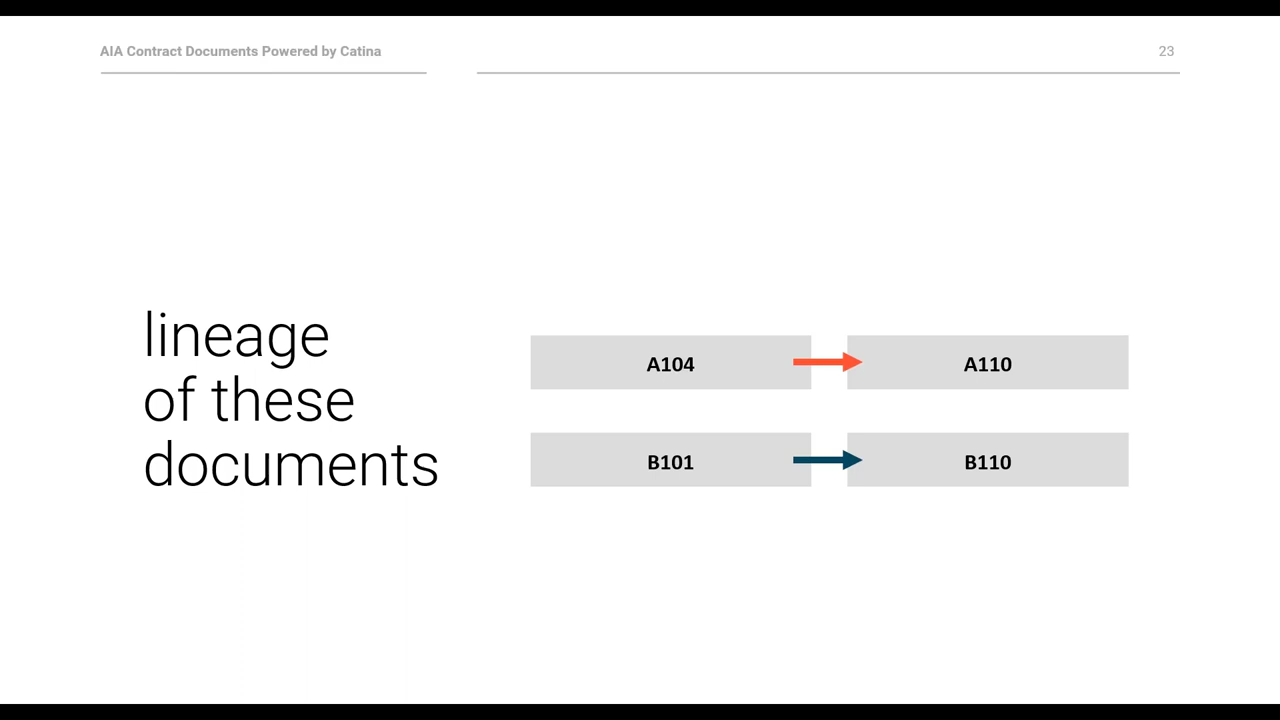 AIA Contract Documents Powered by Catina
23
lineage
of these
documents
A104
A110
B101
B110